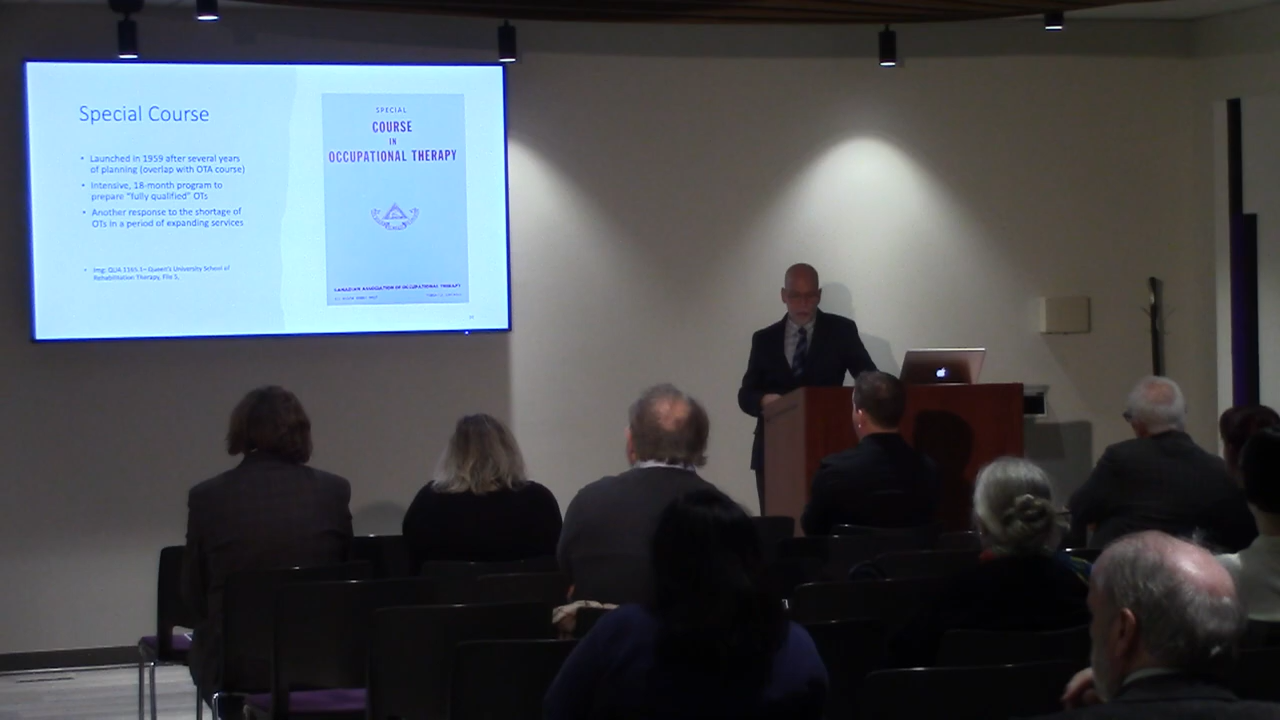 Special Course
• Launched in 1959 after several years
of planning (overlap with OTA course)
• Intensive, 18-month program to
prepare "fully qualified" OTs
• Another response to the shortage of
OTs in a period of expanding services
• Img: QUA 1165.5– Queen's University School of
Rehabilitation Therapy, File 5,
SPECIAL
COURSE
IN
OCCUPATIONAL THERAPY
CANADIAN ASSOCIATION OF OCCUPATIONAL THERAPY